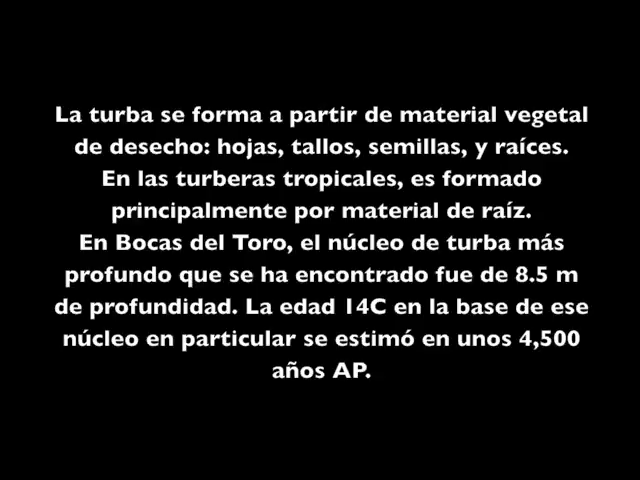 La turba se forma a partir de material vegetal
de desecho: hojas, tallos, semillas, y raíces.
En las turberas tropicales, es formado
principalmente por material de raíz.
En Bocas del Toro, el núcleo de turba más
profundo que se ha encontrado fue de 8.5 m
de profundidad. La edad 14C en la base de ese
núcleo en particular se estimó en unos 4,500
años AP.